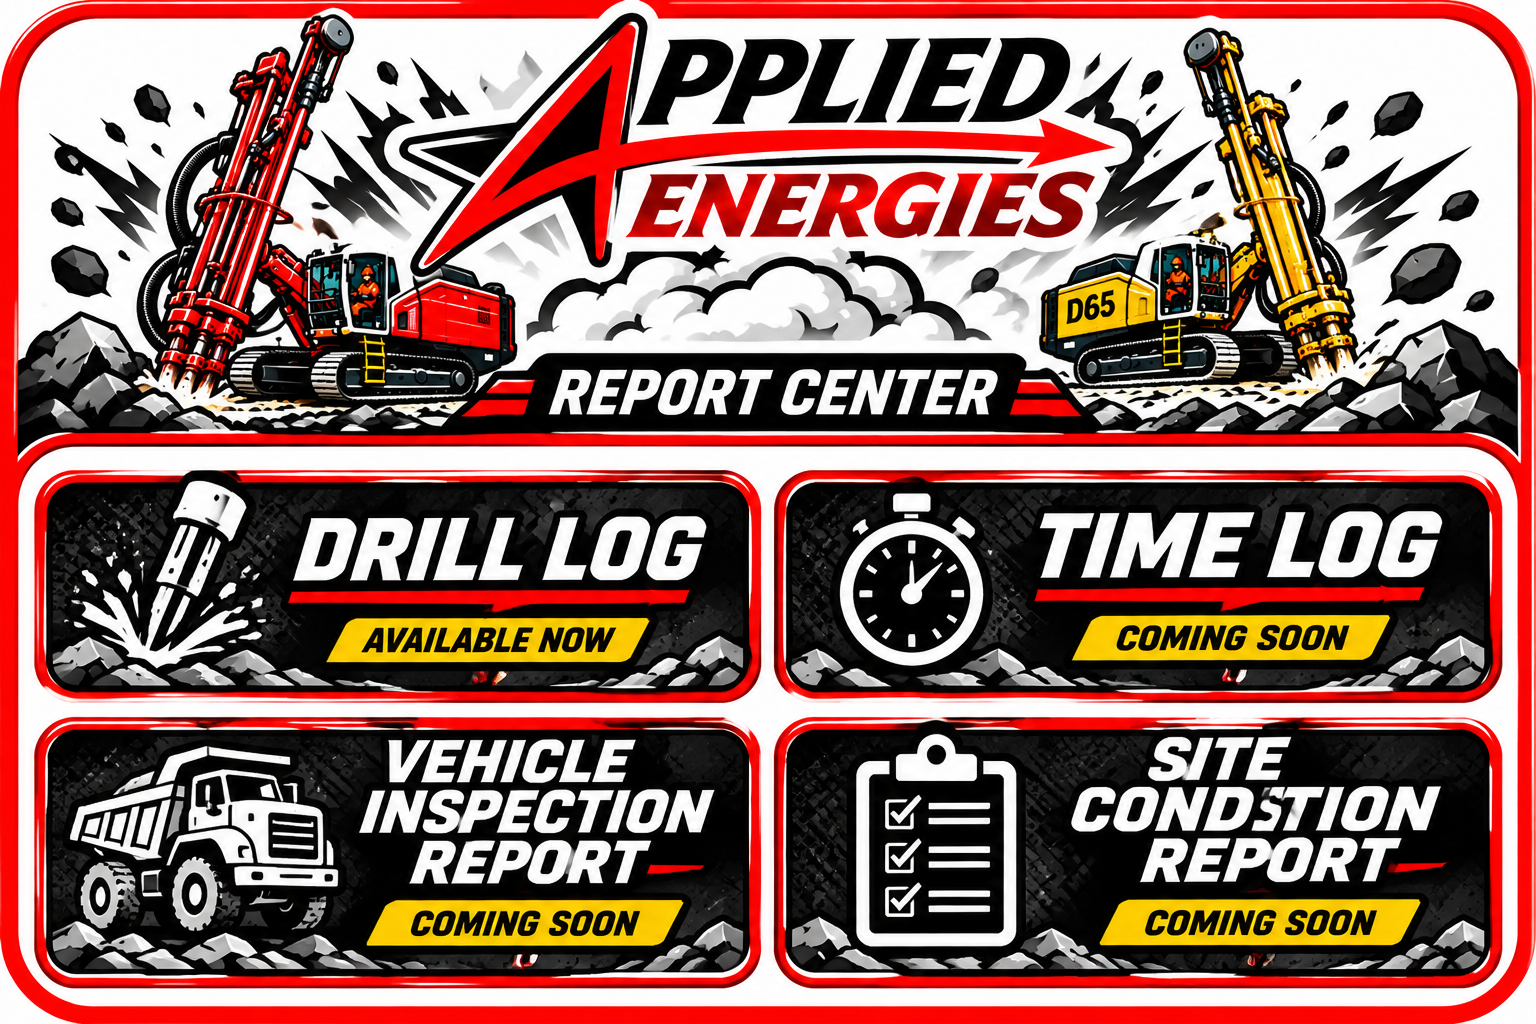 APPLIED
ENERGIES
D65
REPORT CENTER
DRILL LOG
AVAILABLE NOW
TIME LOG
COMING SOON
VEHICLE
INSPECTION
REPORT
COMING SOON
SITE
CONDSTION
REPORT
COMING SOON